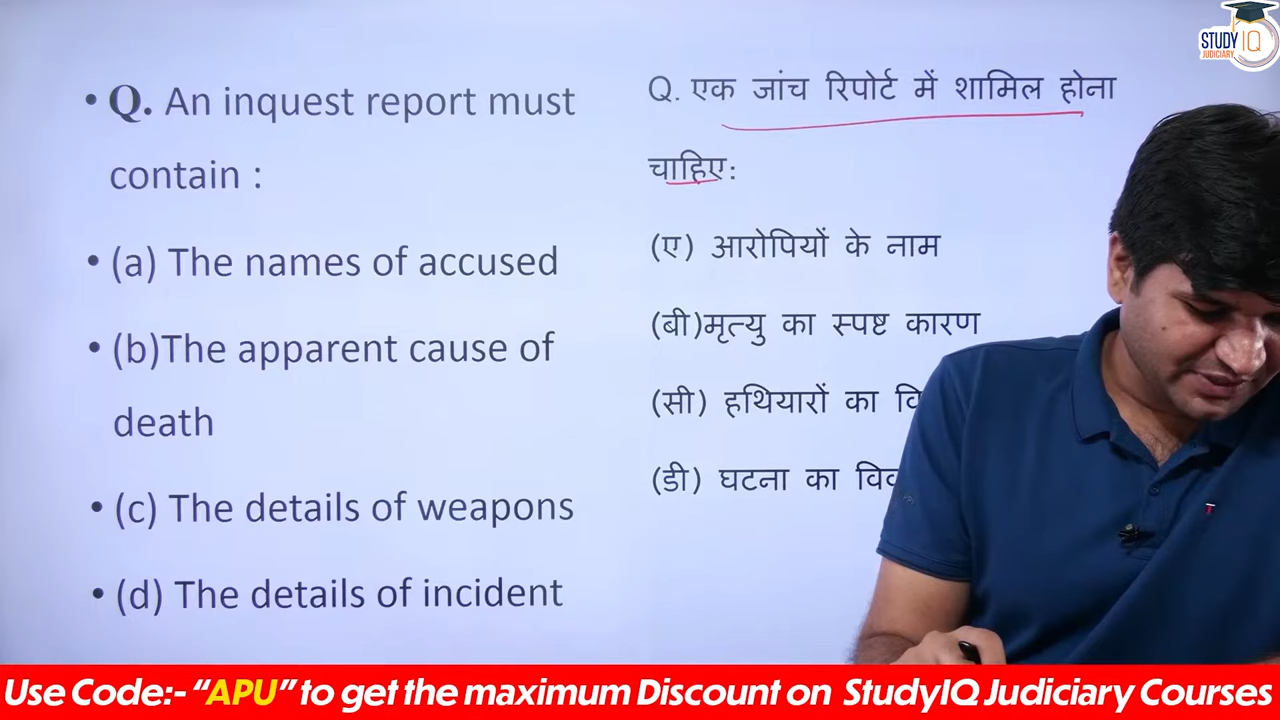 STUDY IQ
JUDICIARY
• Q. An inquest report must
contain :
• (a) The names of accused
• (b)The apparent cause of
death
• (c) The details of weapons
• (d) The details of incident
Q. एक जांच रिपोर्ट में शामिल होना
चाहिए:
(ए) आरोपियों के नाम
(बी)मृत्यु का स्पष्ट कारण
(सी) हथियारों का
(डी) घटना का
Use Code:- “APU” to get the maximum Discount on StudyIQ Judiciary Courses